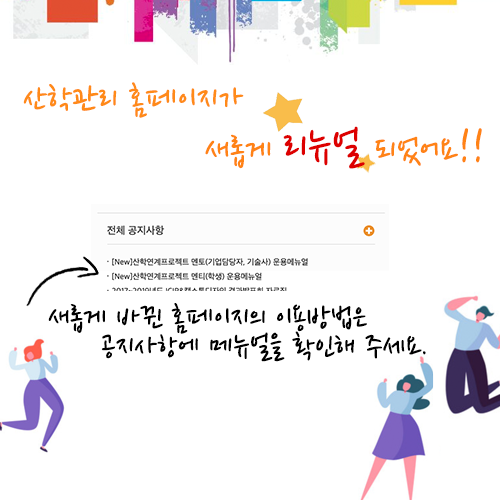 산학관리 홈페이지가
새롭게 리뉴얼 되었어요!!
전체 공지사항
· [New]산학연계프로젝트 멘토(기업담당자, 기술사) 운용메뉴얼
· [New]산학연계프로젝트 멘티(학생) 운용메뉴얼
새롭게 바뀐 홈페이지의 이용방법은
공지사항에 메뉴얼을 확인해 주세요.